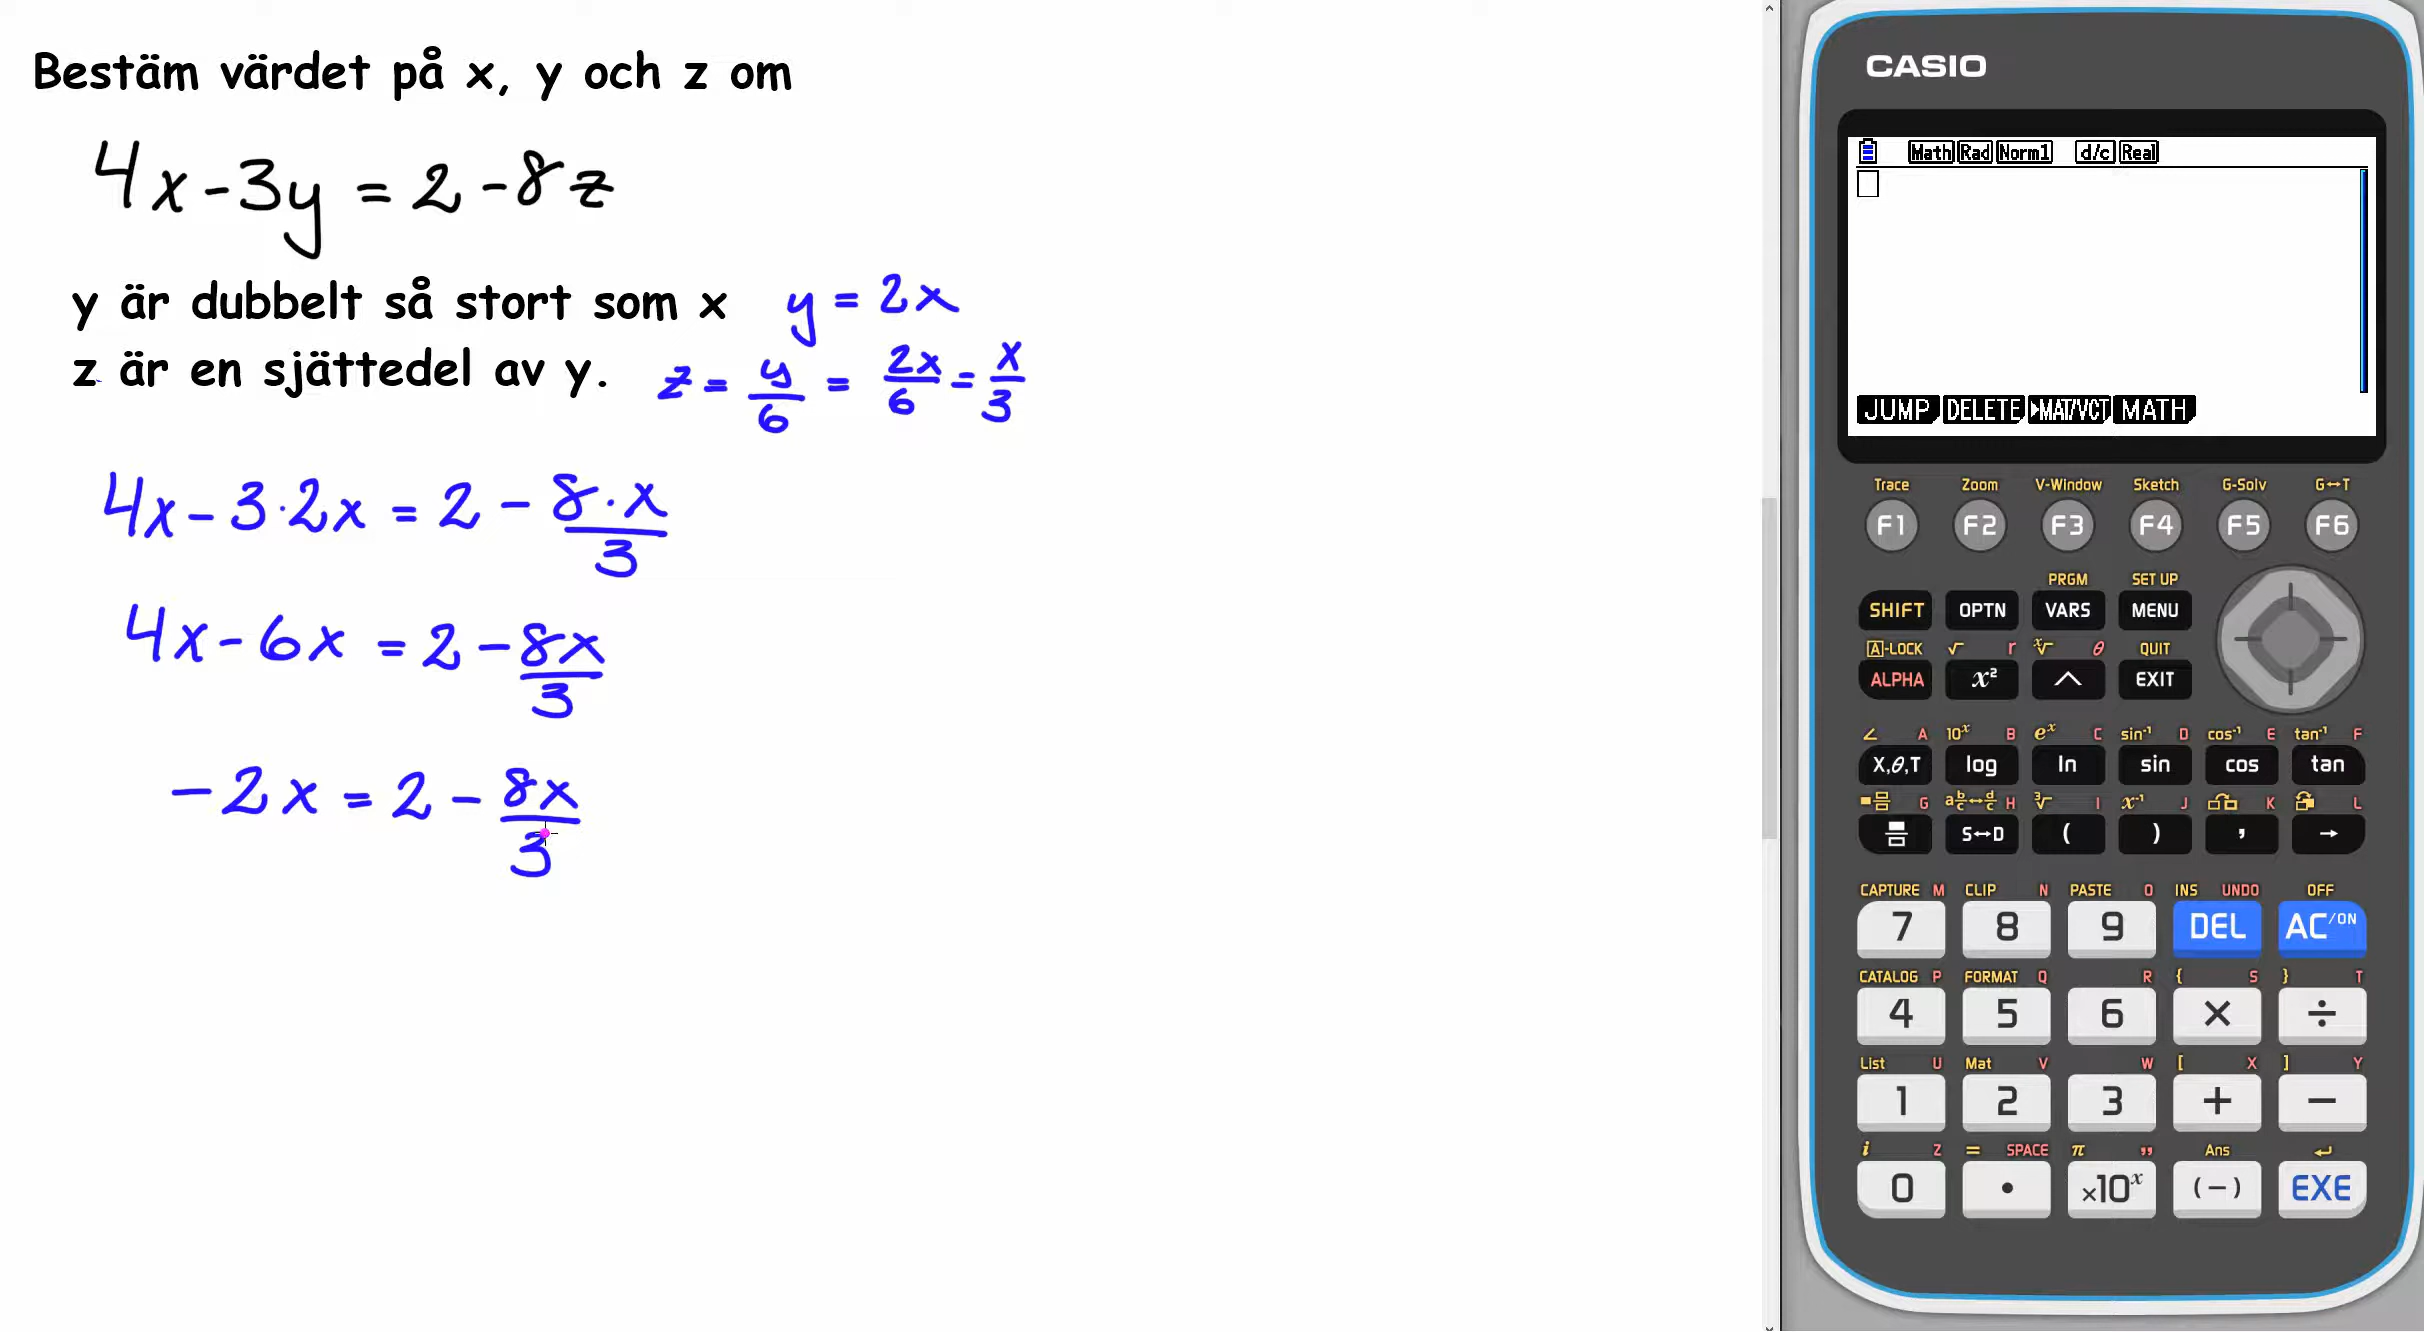 Bestäm värdet på x, y och z om
4x-3y = 2-8z
y är dubbelt så stort som x y = 2x
z är en sjättedel av y. z = y/6 = 2x/6 = x/3
4x-3·2x = 2 - 8·x/3
4x-6x = 2-8x/3
-2x = 2-8x/3
CASIO
Math Rad Norm1 d/c Real
JUMP DELETE ▶MAT/VCT MATH
Trace Zoom V-Window Sketch G-Solv G↔T
F1 F2 F3 F4 F5 F6
PRGM SET UP
SHIFT OPTN VARS MENU
A-LOCK √ r ˣ√ θ QUIT
ALPHA x² ^ EXIT
∠ A 10ˣ B eˣ C sin⁻¹ D cos⁻¹ E tan⁻¹ F
X,θ,T log ln sin cos tan
G a b/c↔d/c H ³√ I x⁻¹ J K L
S↔D ( ) , →
CAPTURE M CLIP N PASTE O INS UNDO OFF
7 8 9 DEL AC/ON
CATALOG P FORMAT Q R { S } T
4 5 6 × ÷
List U Mat V W [ X ] Y
1 2 3 + −
i Z = SPACE π " Ans ↵
0 • ×10ˣ (−) EXE